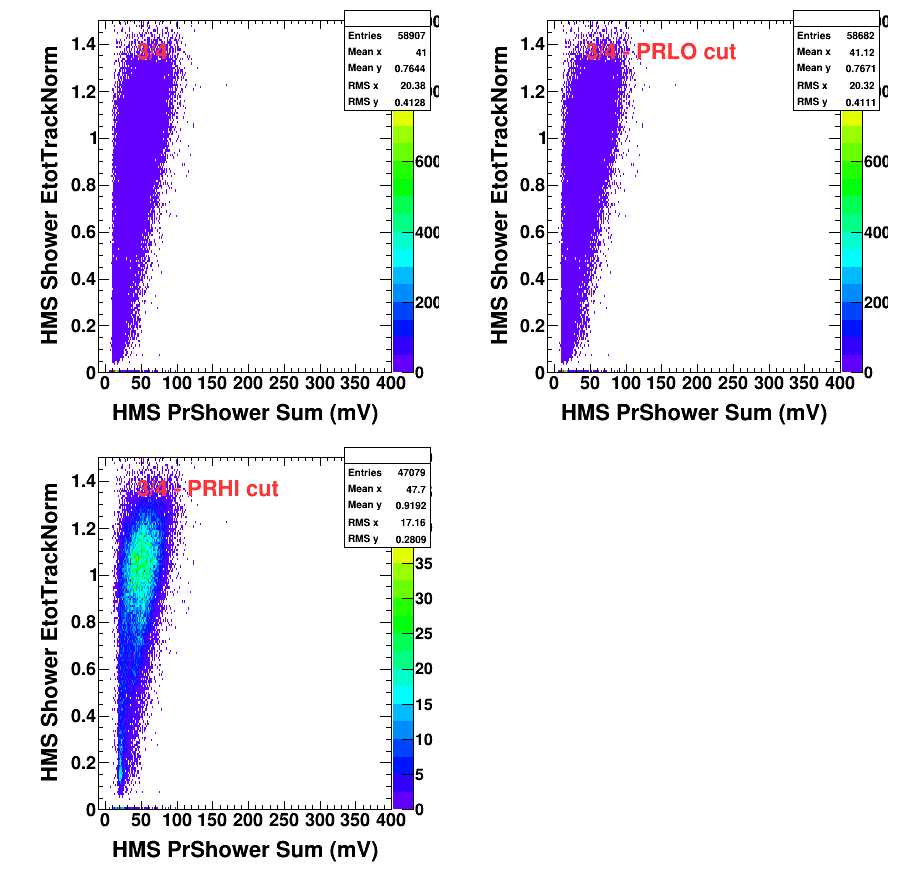 3/4
Entries 58907
Mean x 41
Mean y 0.7644
RMS x 20.38
RMS y 0.4128
HMS Shower EtotTrackNorm
1.4
1.2
1
0.8
0.6
0.4
0.2
0
0 50 100 150 200 250 300 350 400
HMS PrShower Sum (mV)
600
400
200
0
3/4 - PRLO cut
Entries 58682
Mean x 41.12
Mean y 0.7671
RMS x 20.32
RMS y 0.4111
HMS Shower EtotTrackNorm
1.4
1.2
1
0.8
0.6
0.4
0.2
0
0 50 100 150 200 250 300 350 400
HMS PrShower Sum (mV)
600
400
200
0
3/4 - PRHI cut
Entries 47079
Mean x 47.7
Mean y 0.9192
RMS x 17.16
RMS y 0.2809
HMS Shower EtotTrackNorm
1.4
1.2
1
0.8
0.6
0.4
0.2
0
0 50 100 150 200 250 300 350 400
HMS PrShower Sum (mV)
35
30
25
20
15
10
5
0